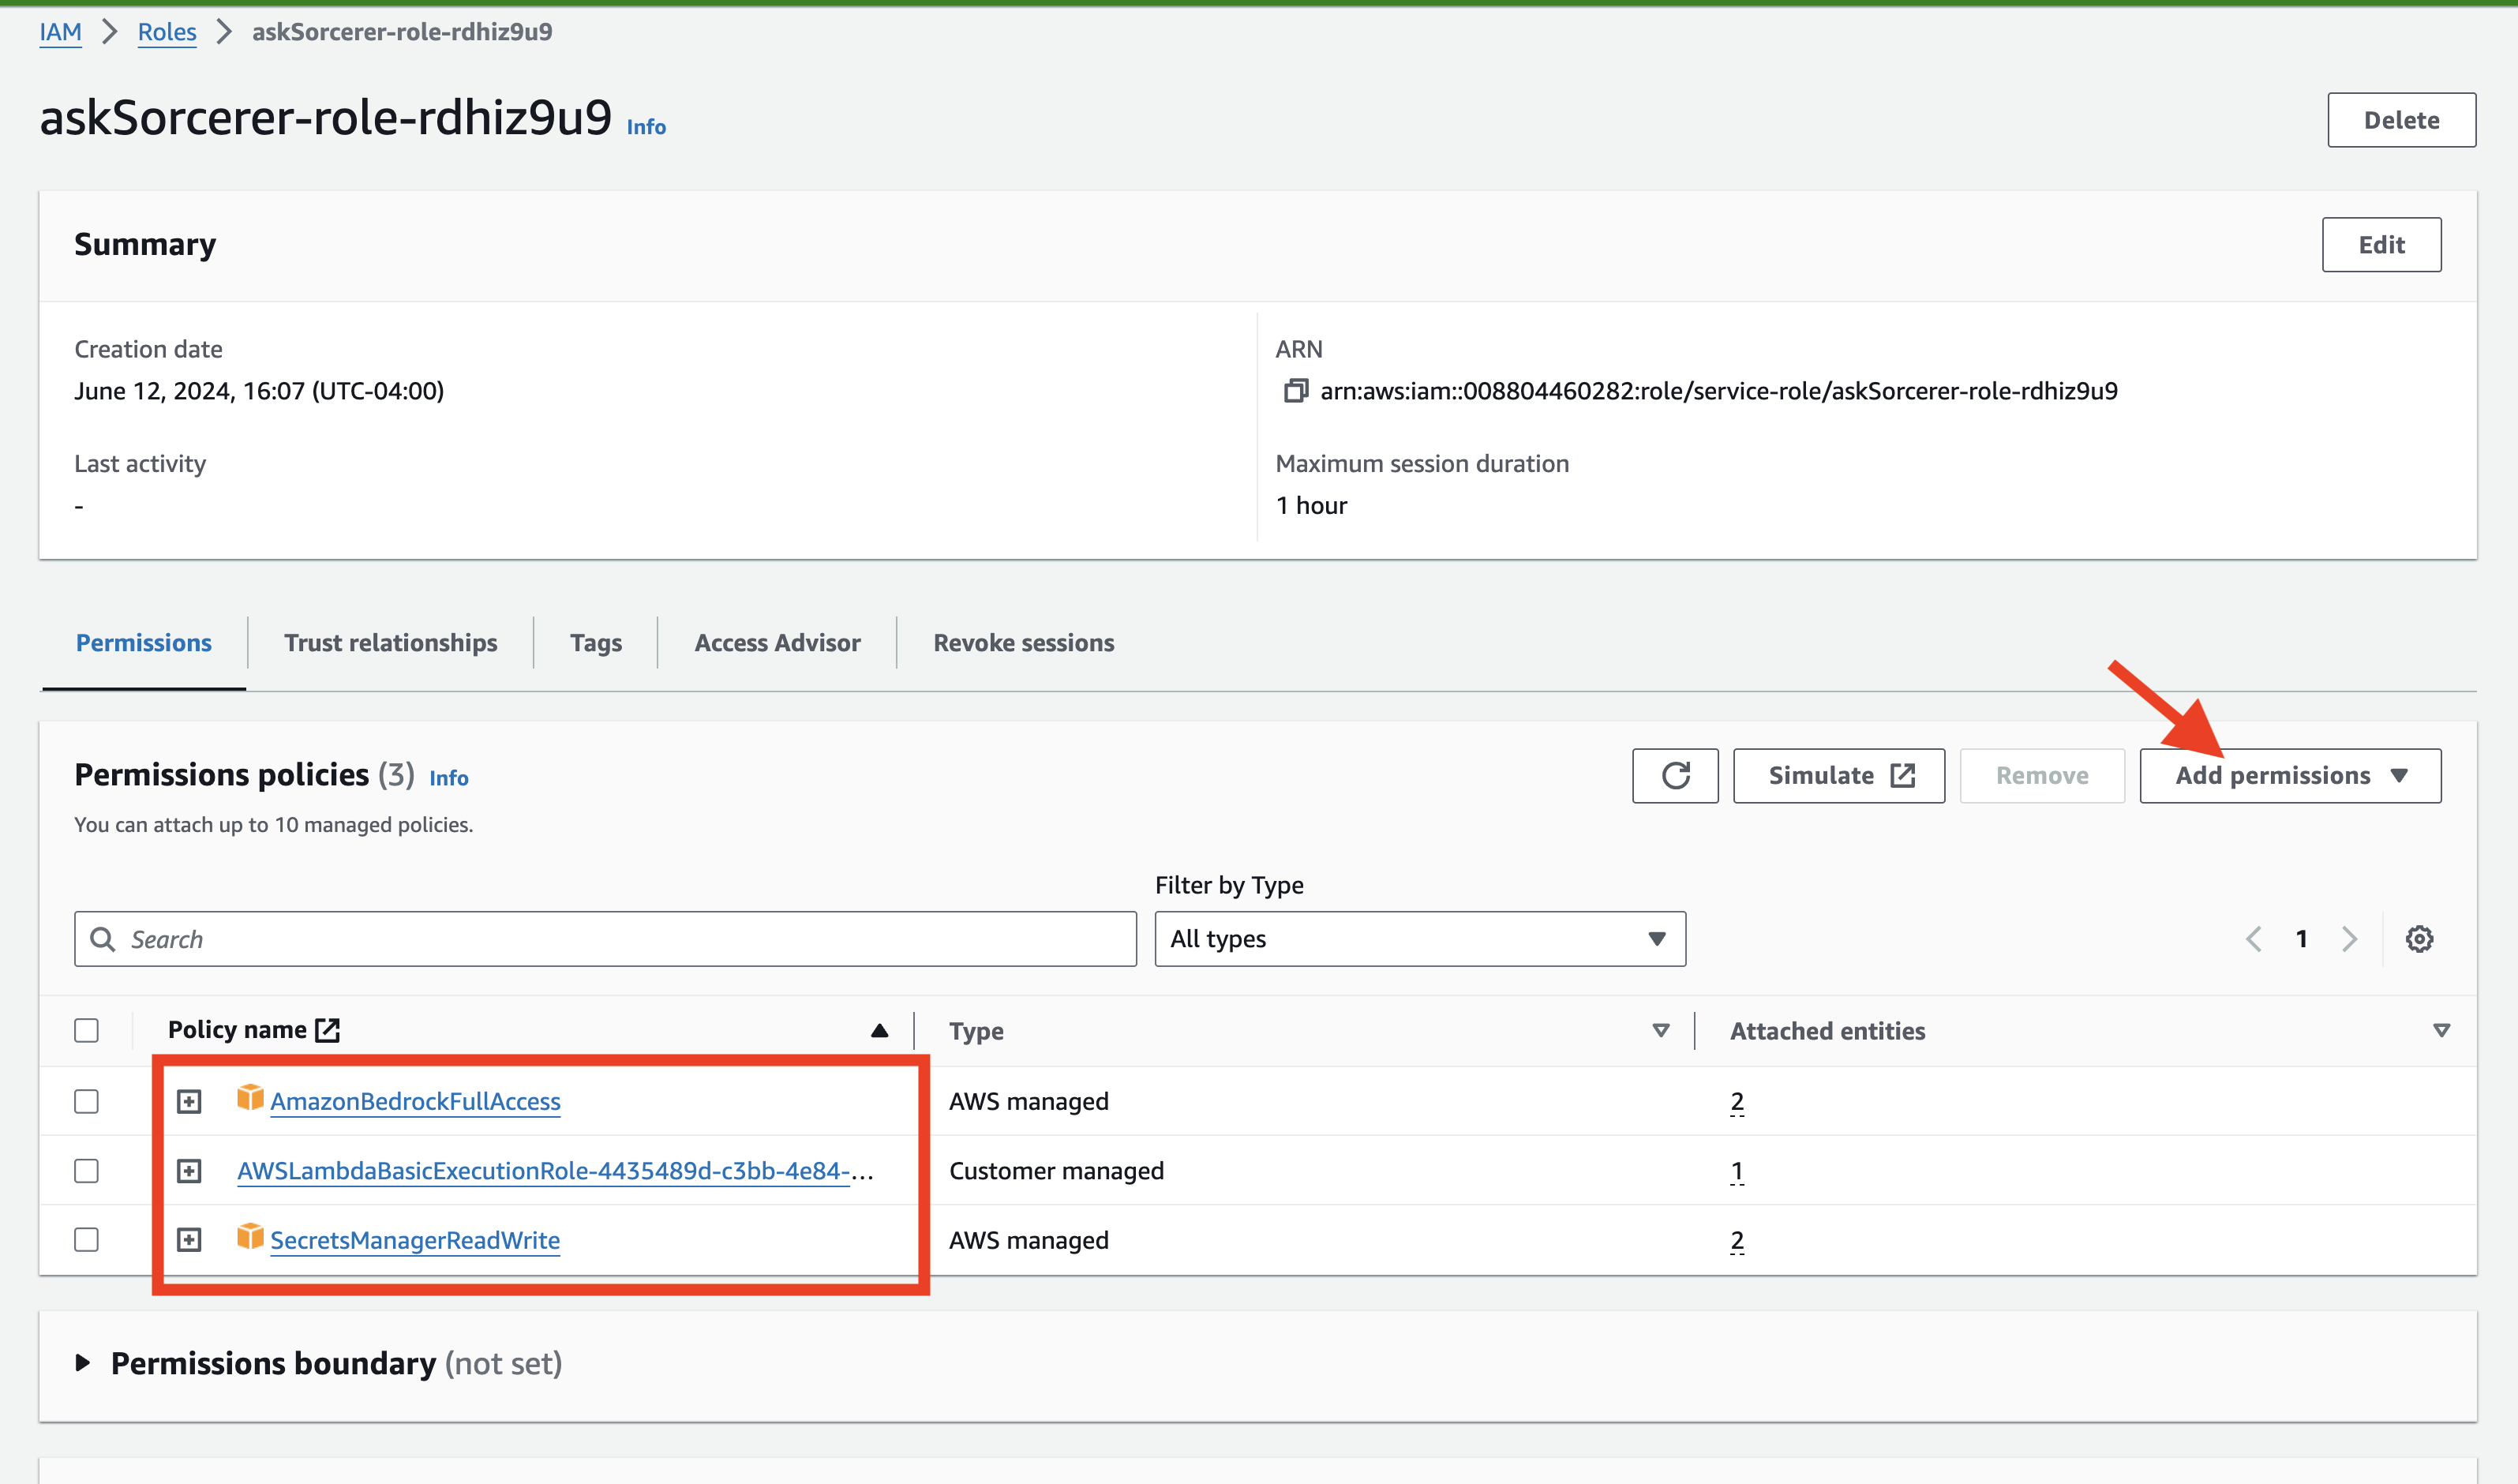 IAM > Roles > askSorcerer-role-rdhiz9u9
askSorcerer-role-rdhiz9u9 Info
Delete
Summary
Edit
Creation date
June 12, 2024, 16:07 (UTC-04:00)
ARN
arn:aws:iam::008804460282:role/service-role/askSorcerer-role-rdhiz9u9
Last activity
-
Maximum session duration
1 hour
Permissions Trust relationships Tags Access Advisor Revoke sessions
Permissions policies (3) Info
You can attach up to 10 managed policies.
Simulate Remove Add permissions
Filter by Type
Search
All types
1
Policy name Type Attached entities
AmazonBedrockFullAccess AWS managed 2
AWSLambdaBasicExecutionRole-4435489d-c3bb-4e84-... Customer managed 1
SecretsManagerReadWrite AWS managed 2
Permissions boundary (not set)